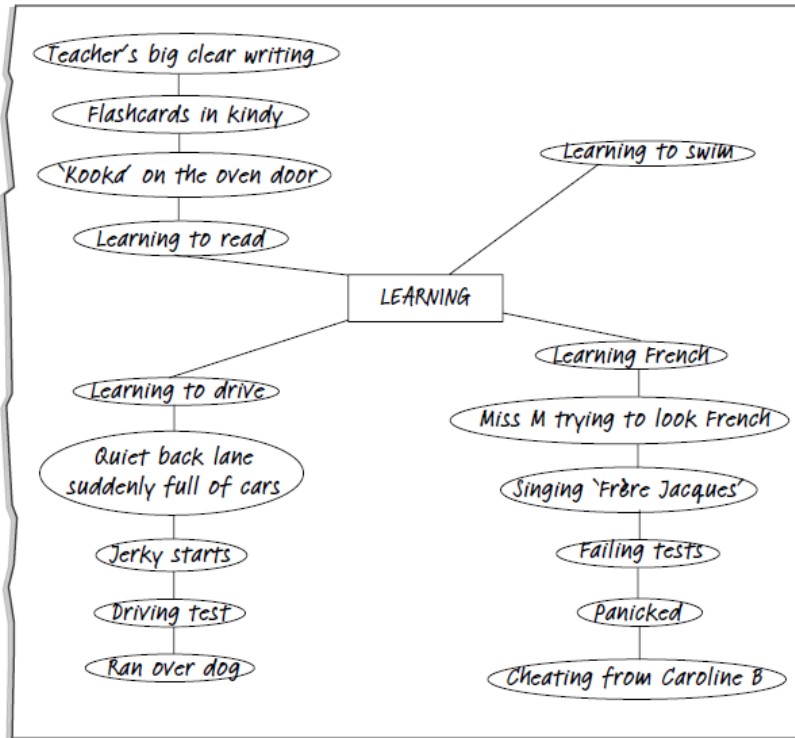 Teacher's big clear writing
Flashcards in kindy
'Kooka' on the oven door
Learning to read
Learning to swim
LEARNING
Learning to drive
Quiet back lane
suddenly full of cars
Jerky starts
Driving test
Ran over dog
Learning French
Miss M trying to look French
Singing 'Frère Jacques'
Failing tests
Panicked
Cheating from Caroline B